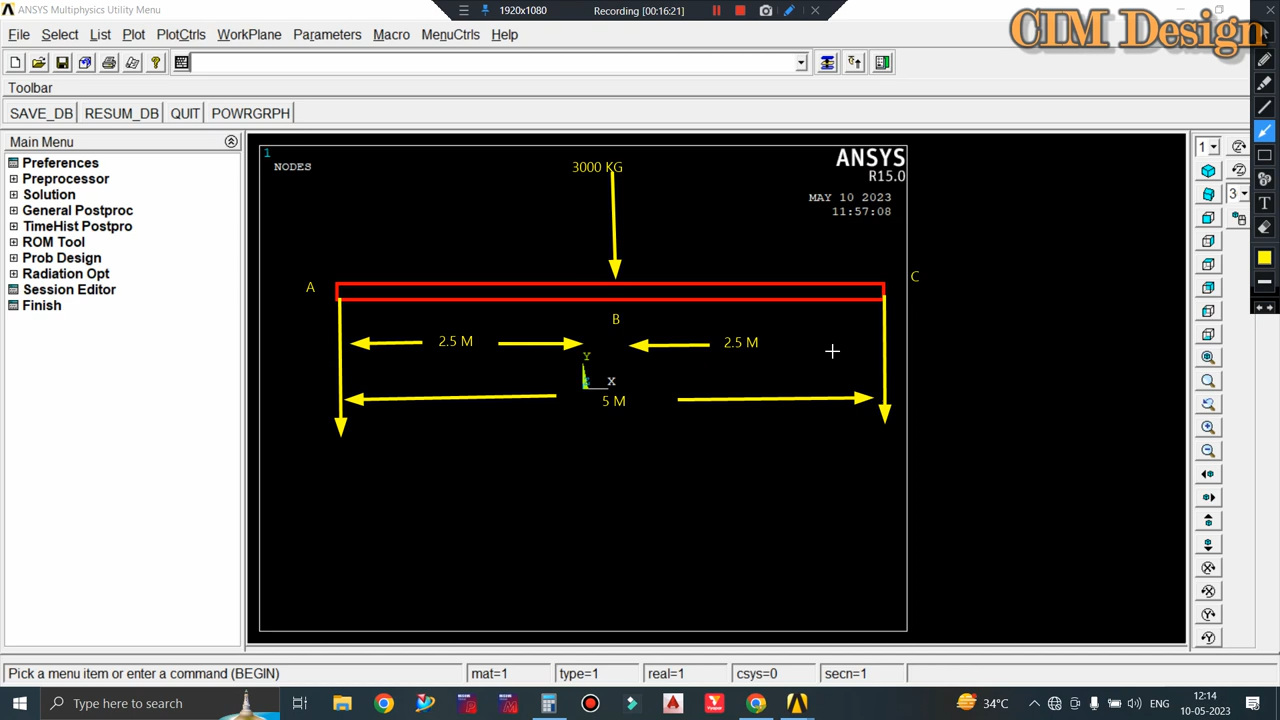 ANSYS Multiphysics Utility Menu
1920x1080
Recording [00:16:21]
CIM Design
File Select List Plot PlotCtrls WorkPlane Parameters Macro MenuCtrls Help
Toolbar
SAVE_DB RESUM_DB QUIT POWRGRPH
Main Menu
Preferences
Preprocessor
Solution
General Postproc
TimeHist Postpro
ROM Tool
Prob Design
Radiation Opt
Session Editor
Finish
1
NODES
3000 KG
ANSYS
R15.0
MAY 10 2023
11:57:08
A
C
B
2.5 M
2.5 M
Y
X
5 M
1
3
Pick a menu item or enter a command (BEGIN)
mat=1
type=1
real=1
csys=0
secn=1
Type here to search
34°C
ENG
12:14
10-05-2023